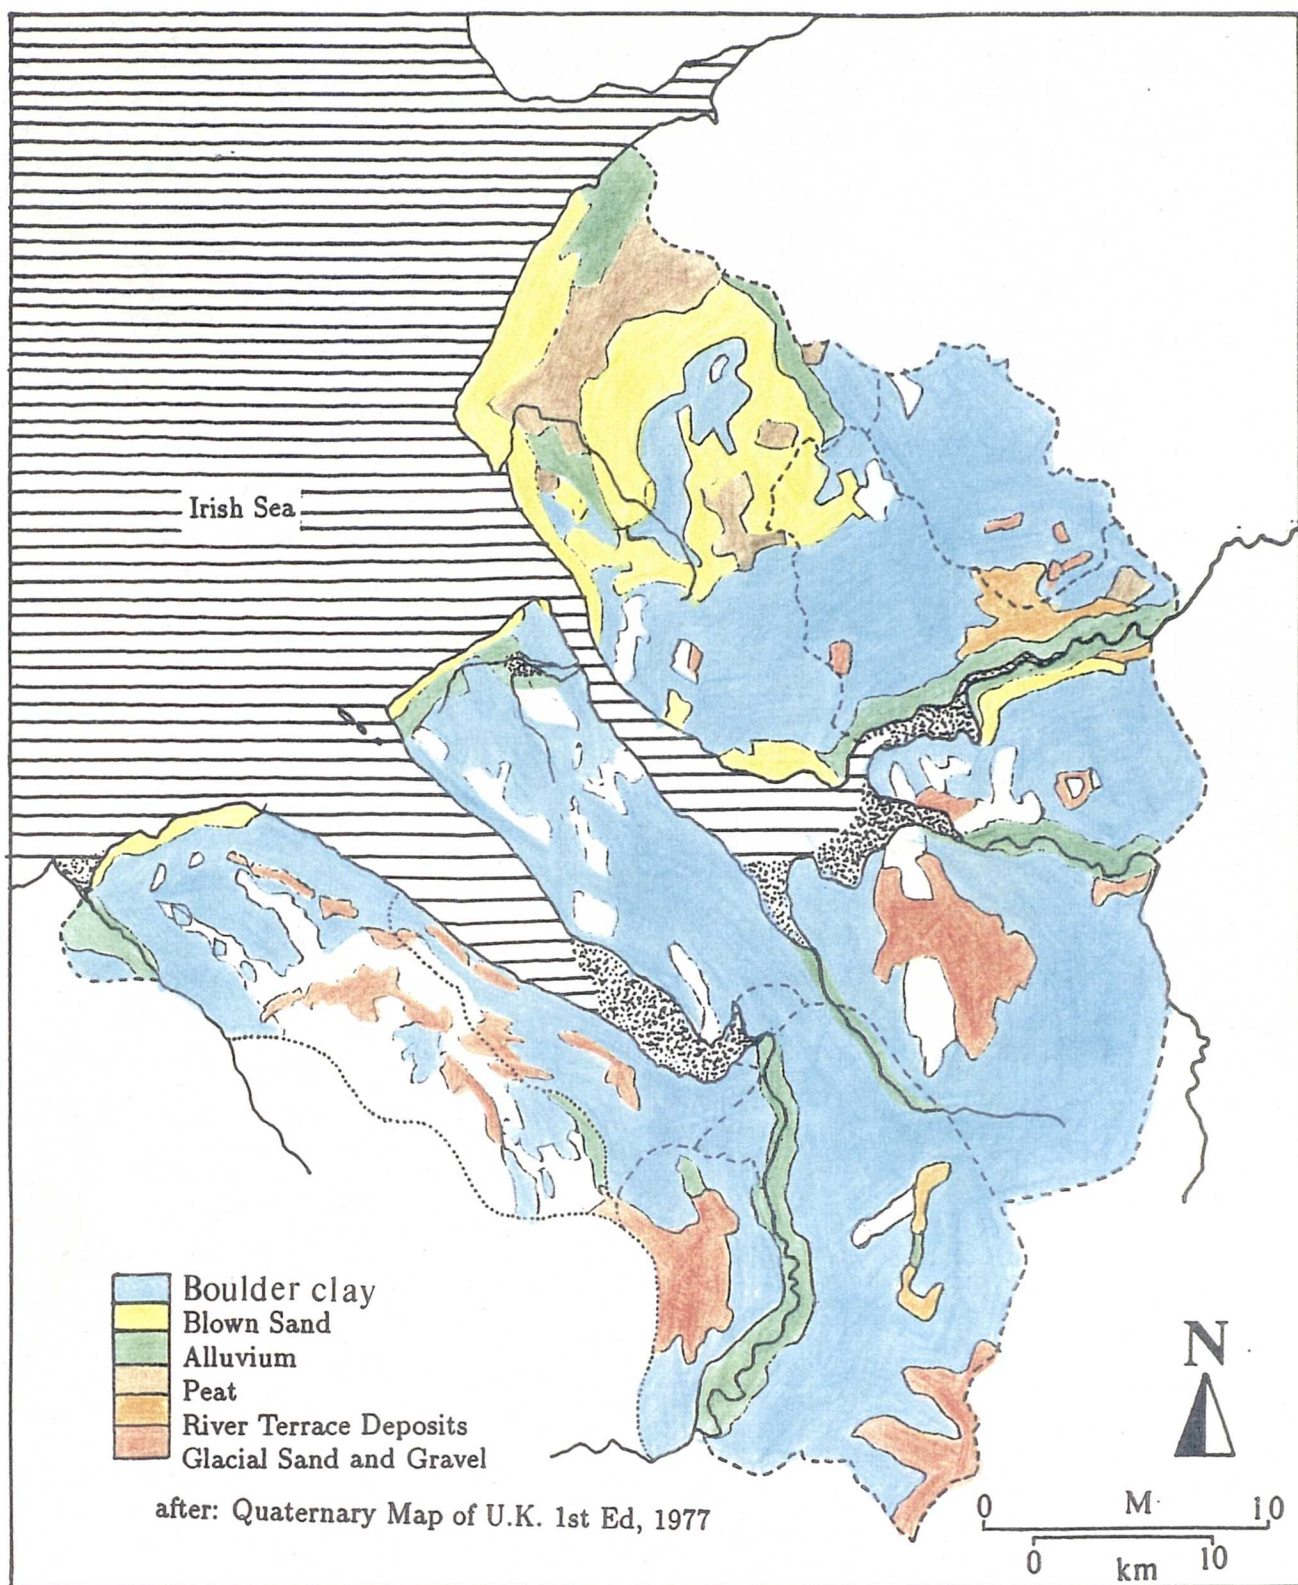 Irish Sea
Boulder clay
Blown Sand
Alluvium
Peat
River Terrace Deposits
Glacial Sand and Gravel
after: Quaternary Map of U.K. 1st Ed, 1977
N
0 M· 10
0 km 10